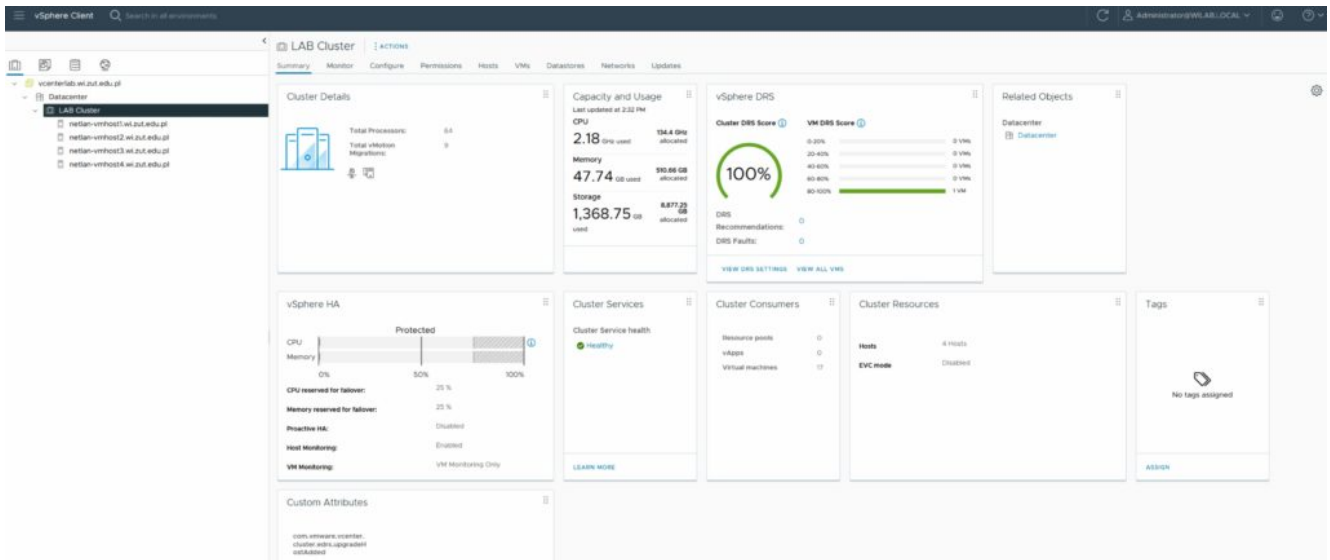 vSphere Client
Search in all environments
Administrator@WI.LAB.LOCAL
LAB Cluster
ACTIONS
Summary Monitor Configure Permissions Hosts VMs Datastores Networks Updates
vcenterlab.wi.zut.edu.pl
Datacenter
LAB Cluster
netlan-vmhost1.wi.zut.edu.pl
netlan-vmhost2.wi.zut.edu.pl
netlan-vmhost3.wi.zut.edu.pl
netlan-vmhost4.wi.zut.edu.pl
Cluster Details
Total Processors: 64
Total vMotion
Migrations: 9
Capacity and Usage
Last updated at 2:32 PM
CPU
2.18 GHz used
134.4 GHz
allocated
Memory
47.74 GB used
510.66 GB
allocated
Storage
1,368.75 GB
used
8,877.25
GB
allocated
vSphere DRS
Cluster DRS Score
100%
VM DRS Score
0-20% 0 VMs
20-40% 0 VMs
40-60% 0 VMs
60-80% 0 VMs
80-100% 1 VM
DRS
Recommendations: 0
DRS Faults: 0
VIEW DRS SETTINGS VIEW ALL VMS
Related Objects
Datacenter
Datacenter
vSphere HA
Protected
CPU
Memory
0% 50% 100%
CPU reserved for failover: 25 %
Memory reserved for failover: 25 %
Proactive HA: Disabled
Host Monitoring: Enabled
VM Monitoring: VM Monitoring Only
Cluster Services
Cluster Service health
Healthy
LEARN MORE
Cluster Consumers
Resource pools 0
vApps 0
Virtual machines 17
Cluster Resources
Hosts 4 Hosts
EVC mode Disabled
Tags
No tags assigned
ASSIGN
Custom Attributes
com.vmware.vcenter.
cluster.edrs.upgradeH
ostAdded